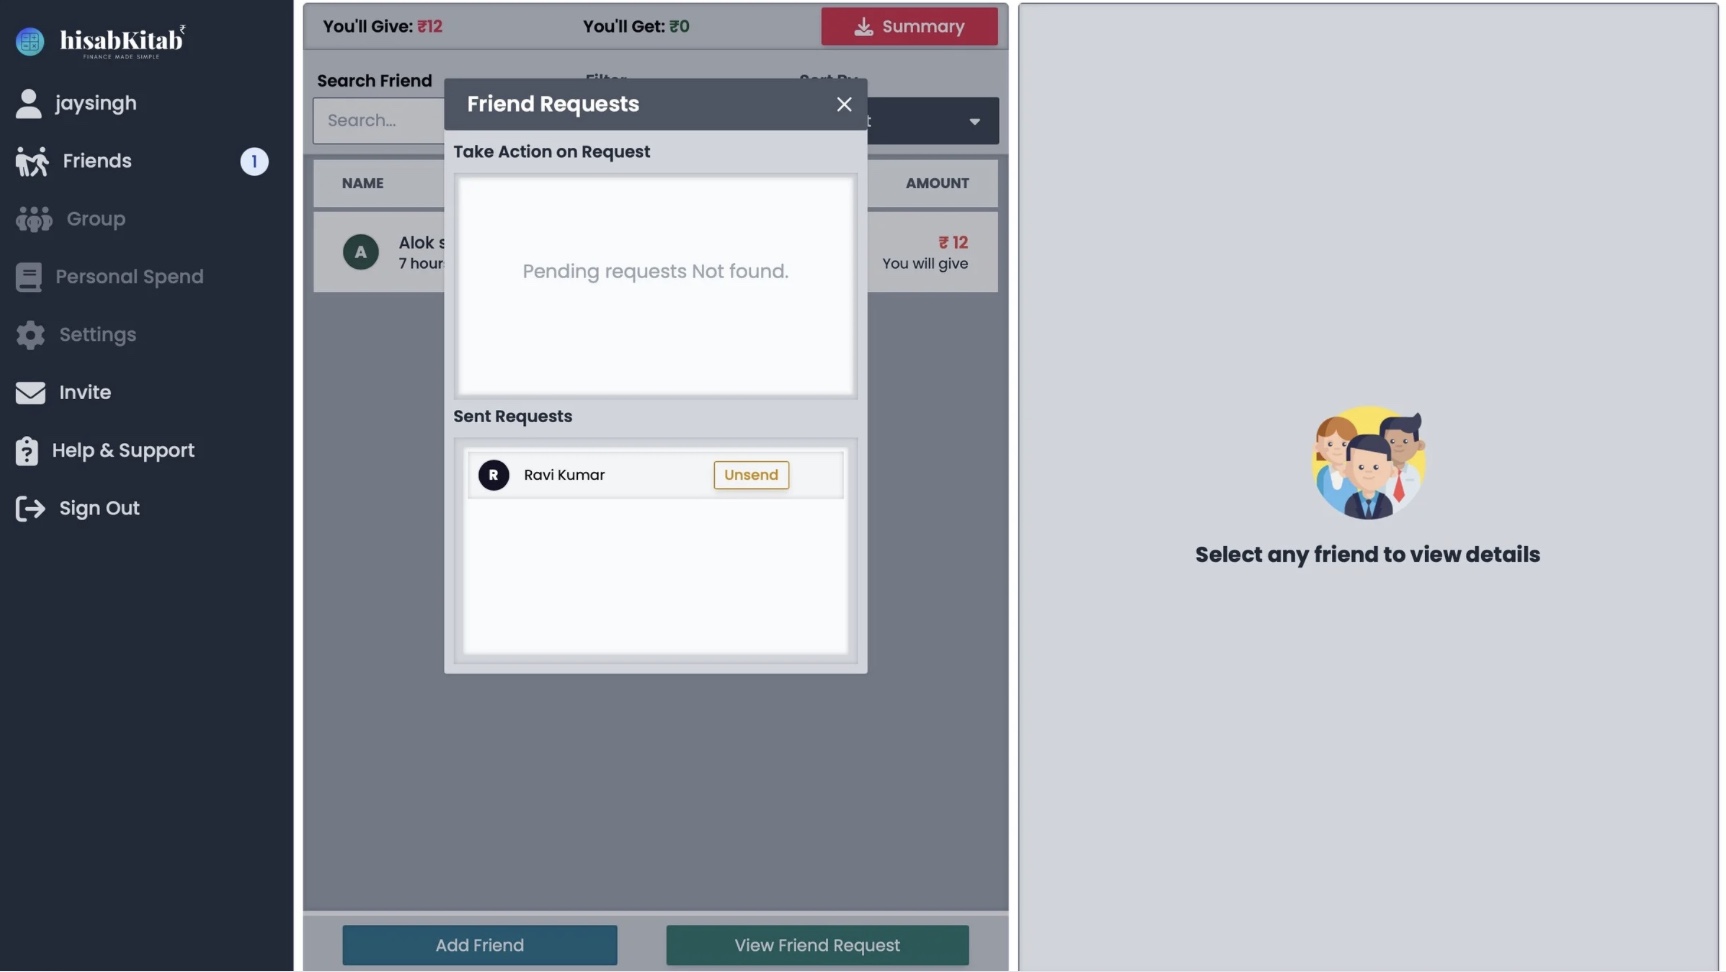 hisabKitab₹
FINANCE MADE SIMPLE
jaysingh
Friends
1
Group
Personal Spend
Settings
Invite
Help & Support
Sign Out
You'll Give: ₹12
You'll Get: ₹0
Summary
Search Friend
Search...
NAME
AMOUNT
A
Alok s
7 hour
₹ 12
You will give
Friend Requests
Take Action on Request
Pending requests Not found.
Sent Requests
R
Ravi Kumar
Unsend
Add Friend
View Friend Request
Select any friend to view details